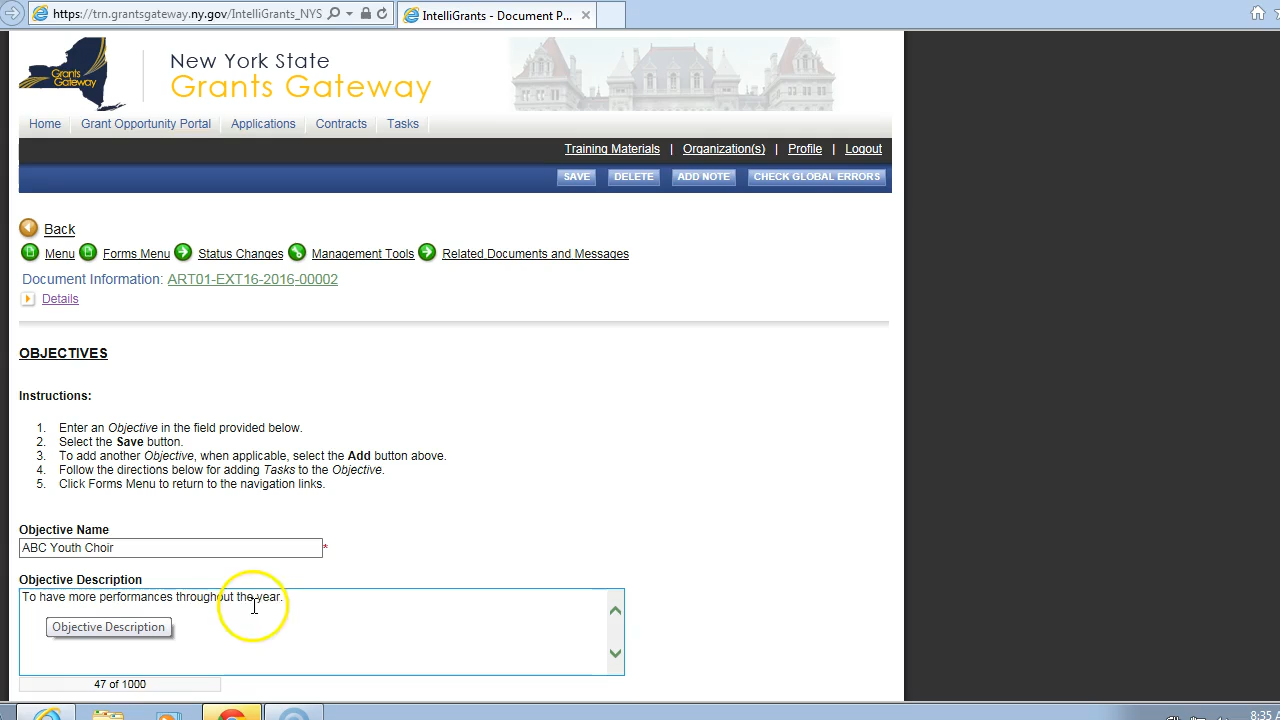 https://trn.grantsgateway.ny.gov/IntelliGrants_NYS
IntelliGrants - Document P...
Grants
Gateway
New York State
Grants Gateway
Home
Grant Opportunity Portal
Applications
Contracts
Tasks
Training Materials | Organization(s) | Profile | Logout
SAVE
DELETE
ADD NOTE
CHECK GLOBAL ERRORS
Back
Menu
Forms Menu
Status Changes
Management Tools
Related Documents and Messages
Document Information: ART01-EXT16-2016-00002
Details
OBJECTIVES
Instructions:
1. Enter an Objective in the field provided below.
2. Select the Save button.
3. To add another Objective, when applicable, select the Add button above.
4. Follow the directions below for adding Tasks to the Objective.
5. Click Forms Menu to return to the navigation links.
Objective Name
ABC Youth Choir *
Objective Description
To have more performances throughout the year.
Objective Description
47 of 1000
8:35